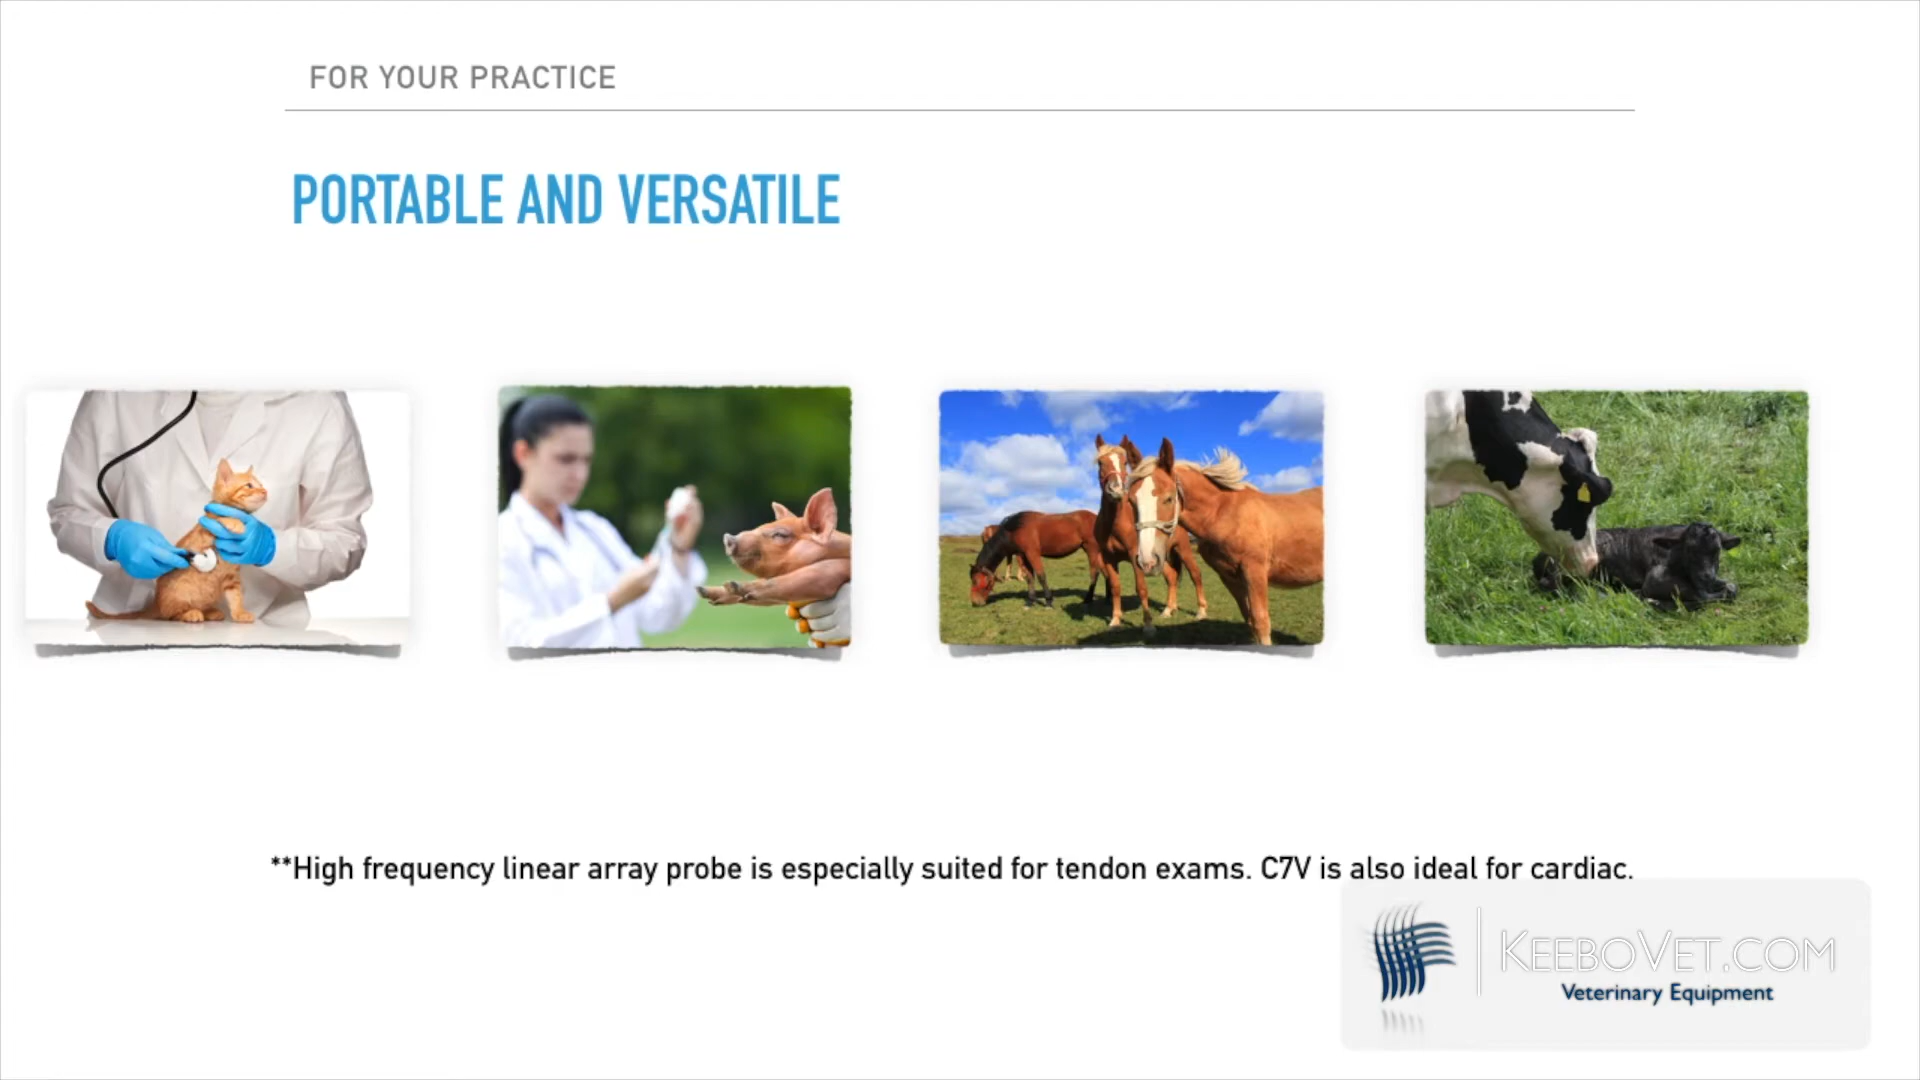 FOR YOUR PRACTICE
PORTABLE AND VERSATILE
**High frequency linear array probe is especially suited for tendon exams. C7V is also ideal for cardiac.
KEEBOVET.COM
Veterinary Equipment